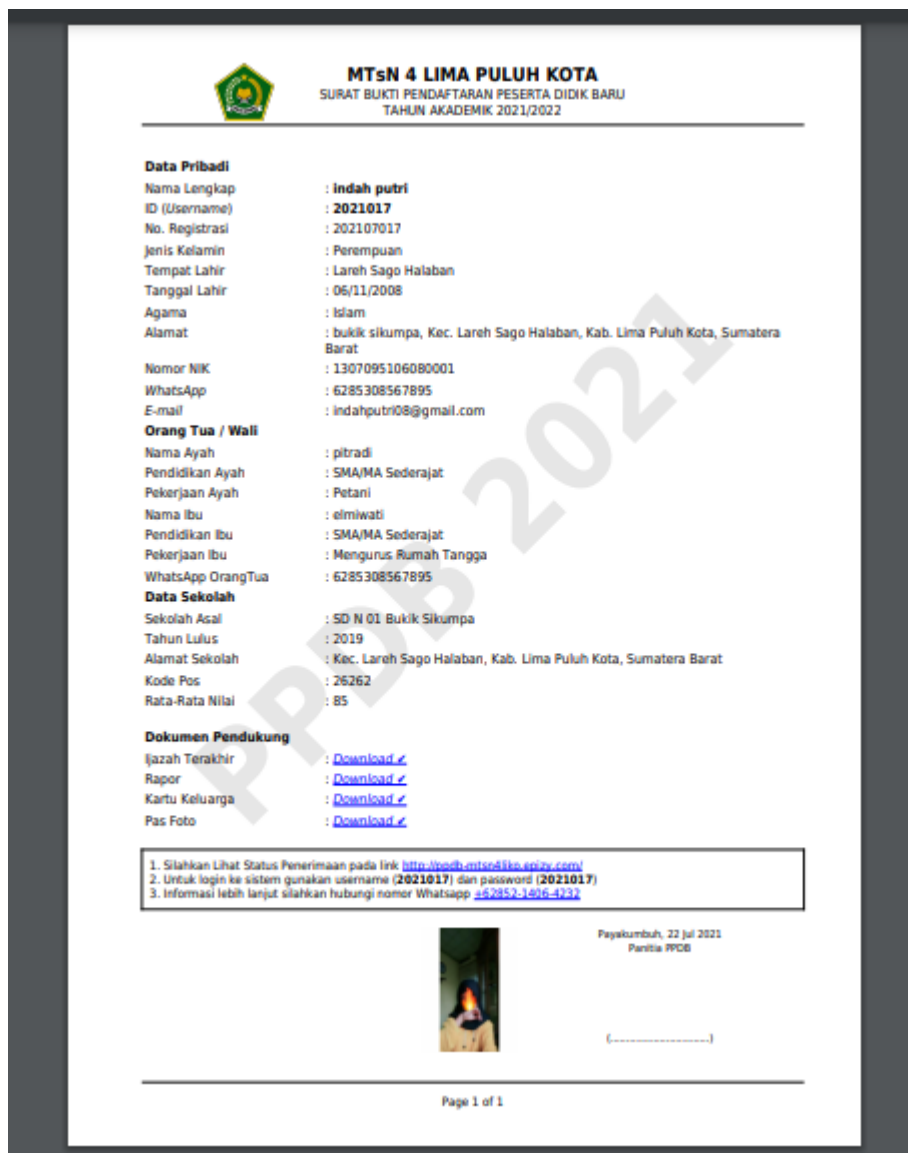 MTsN 4 LIMA PULUH KOTA
SURAT BUKTI PENDAFTARAN PESERTA DIDIK BARU
TAHUN AKADEMIK 2021/2022
Data Pribadi
Nama Lengkap : indah putri
ID (Username) : 2021017
No. Registrasi : 202107017
Jenis Kelamin : Perempuan
Tempat Lahir : Lareh Sago Halaban
Tanggal Lahir : 06/11/2008
Agama : Islam
Alamat : bukik sikumpa, Kec. Lareh Sago Halaban, Kab. Lima Puluh Kota, Sumatera
Barat
Nomor NIK : 1307095106080001
WhatsApp : 6285308567895
E-mail : indahputri08@gmail.com
Orang Tua / Wali
Nama Ayah : pitradi
Pendidikan Ayah : SMA/MA Sederajat
Pekerjaan Ayah : Petani
Nama Ibu : elmiwati
Pendidikan Ibu : SMA/MA Sederajat
Pekerjaan Ibu : Mengurus Rumah Tangga
WhatsApp OrangTua : 6285308567895
Data Sekolah
Sekolah Asal : SD N 01 Bukik Sikumpa
Tahun Lulus : 2019
Alamat Sekolah : Kec. Lareh Sago Halaban, Kab. Lima Puluh Kota, Sumatera Barat
Kode Pos : 26262
Rata-Rata Nilai : 85
Dokumen Pendukung
Ijazah Terakhir : Download ✔
Rapor : Download ✔
Kartu Keluarga : Download ✔
Pas Foto : Download ✔
PPDB 2021
1. Silahkan Lihat Status Penerimaan pada link http://ppdb-mtsn4liko.epizy.com/
2. Untuk login ke sistem gunakan username (2021017) dan password (2021017)
3. Informasi lebih lanjut silahkan hubungi nomor Whatsapp +62852-1406-4232
Payakumbuh, 22 Jul 2021
Panitia PPDB
(.............................)
Page 1 of 1